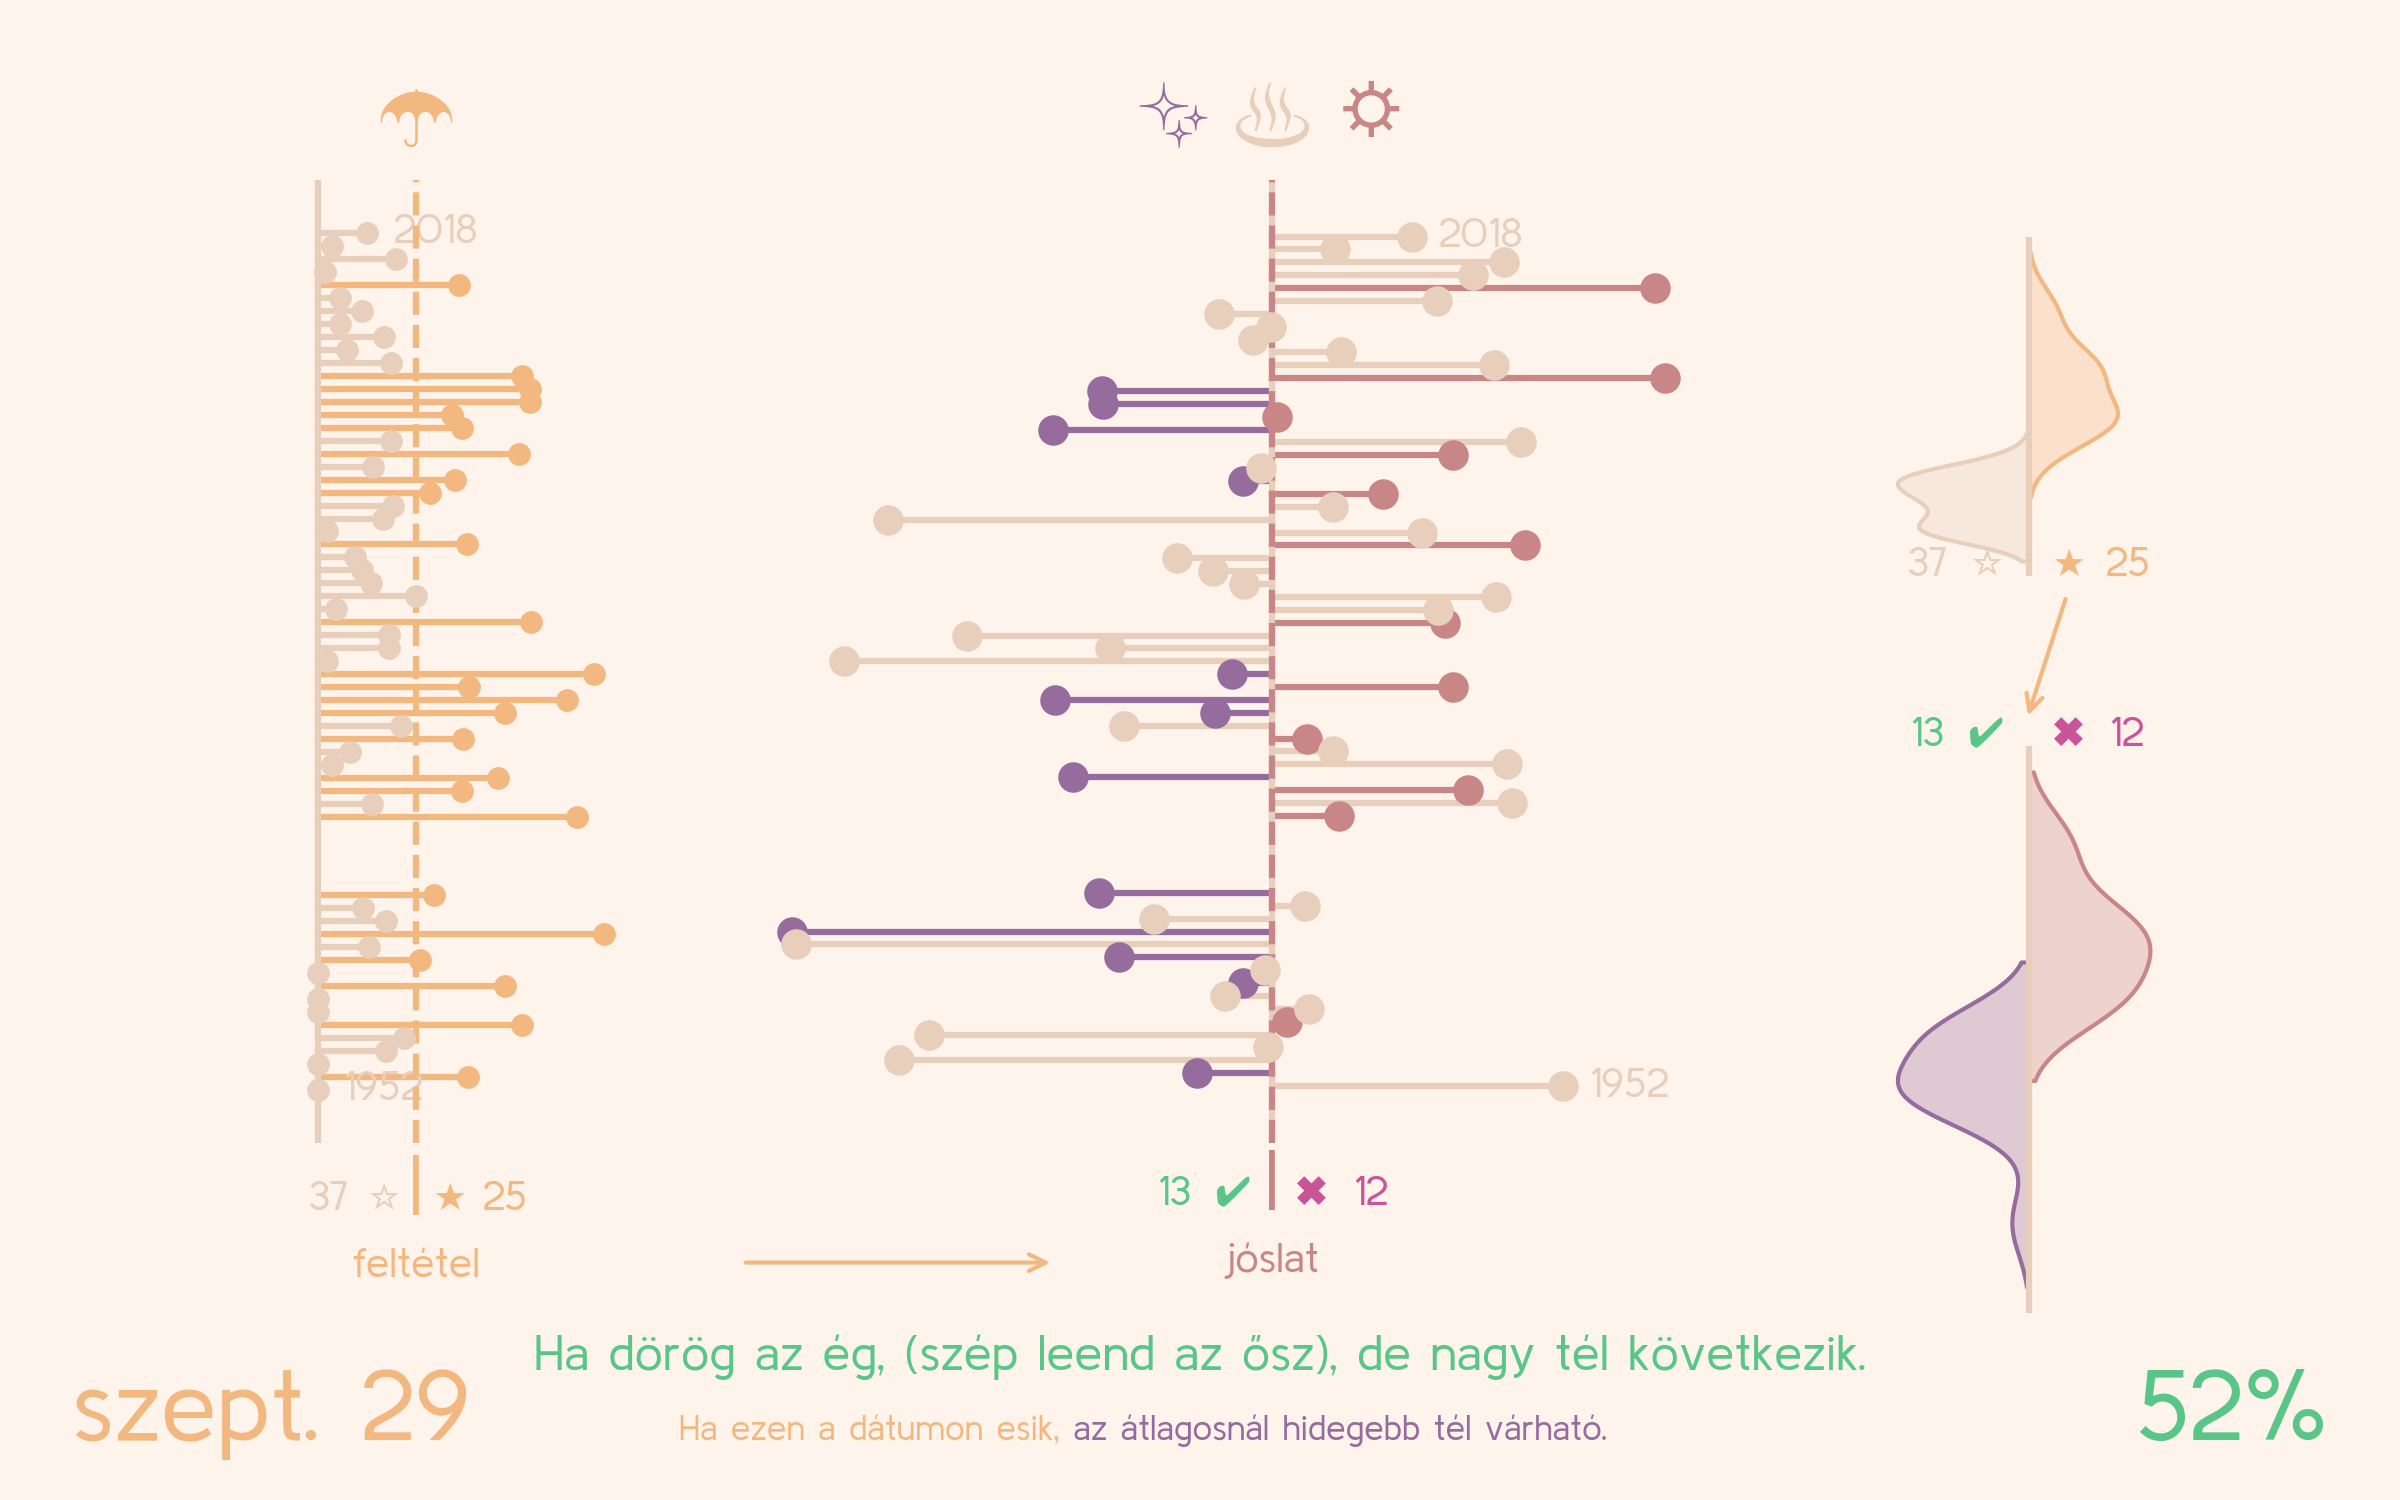 2018
2018
37 ☆ ★ 25
13 ✔ ✖ 12
1952
1952
37 ☆ ★ 25
13 ✔ ✖ 12
feltétel
jóslat
Ha dörög az ég, (szép leend az ősz), de nagy tél következik.
szept. 29
52%
Ha ezen a dátumon esik, az átlagosnál hidegebb tél várható.